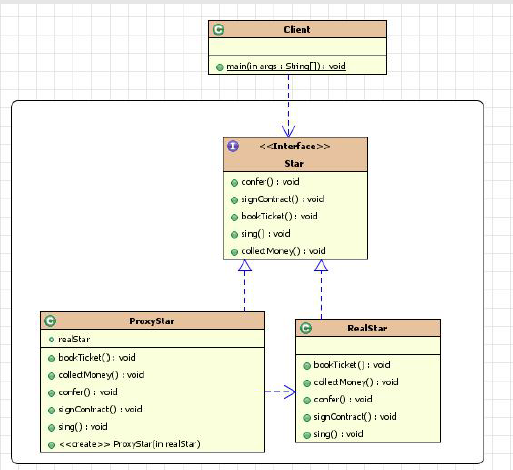 Client
main(in args : String[]) : void
<<Interface>>
Star
confer() : void
signContract() : void
bookTicket() : void
sing() : void
collectMoney() : void
ProxyStar
realStar
bookTicket() : void
collectMoney() : void
confer() : void
signContract() : void
sing() : void
<<create>> ProxyStar(in realStar)
RealStar
bookTicket() : void
collectMoney() : void
confer() : void
signContract() : void
sing() : void